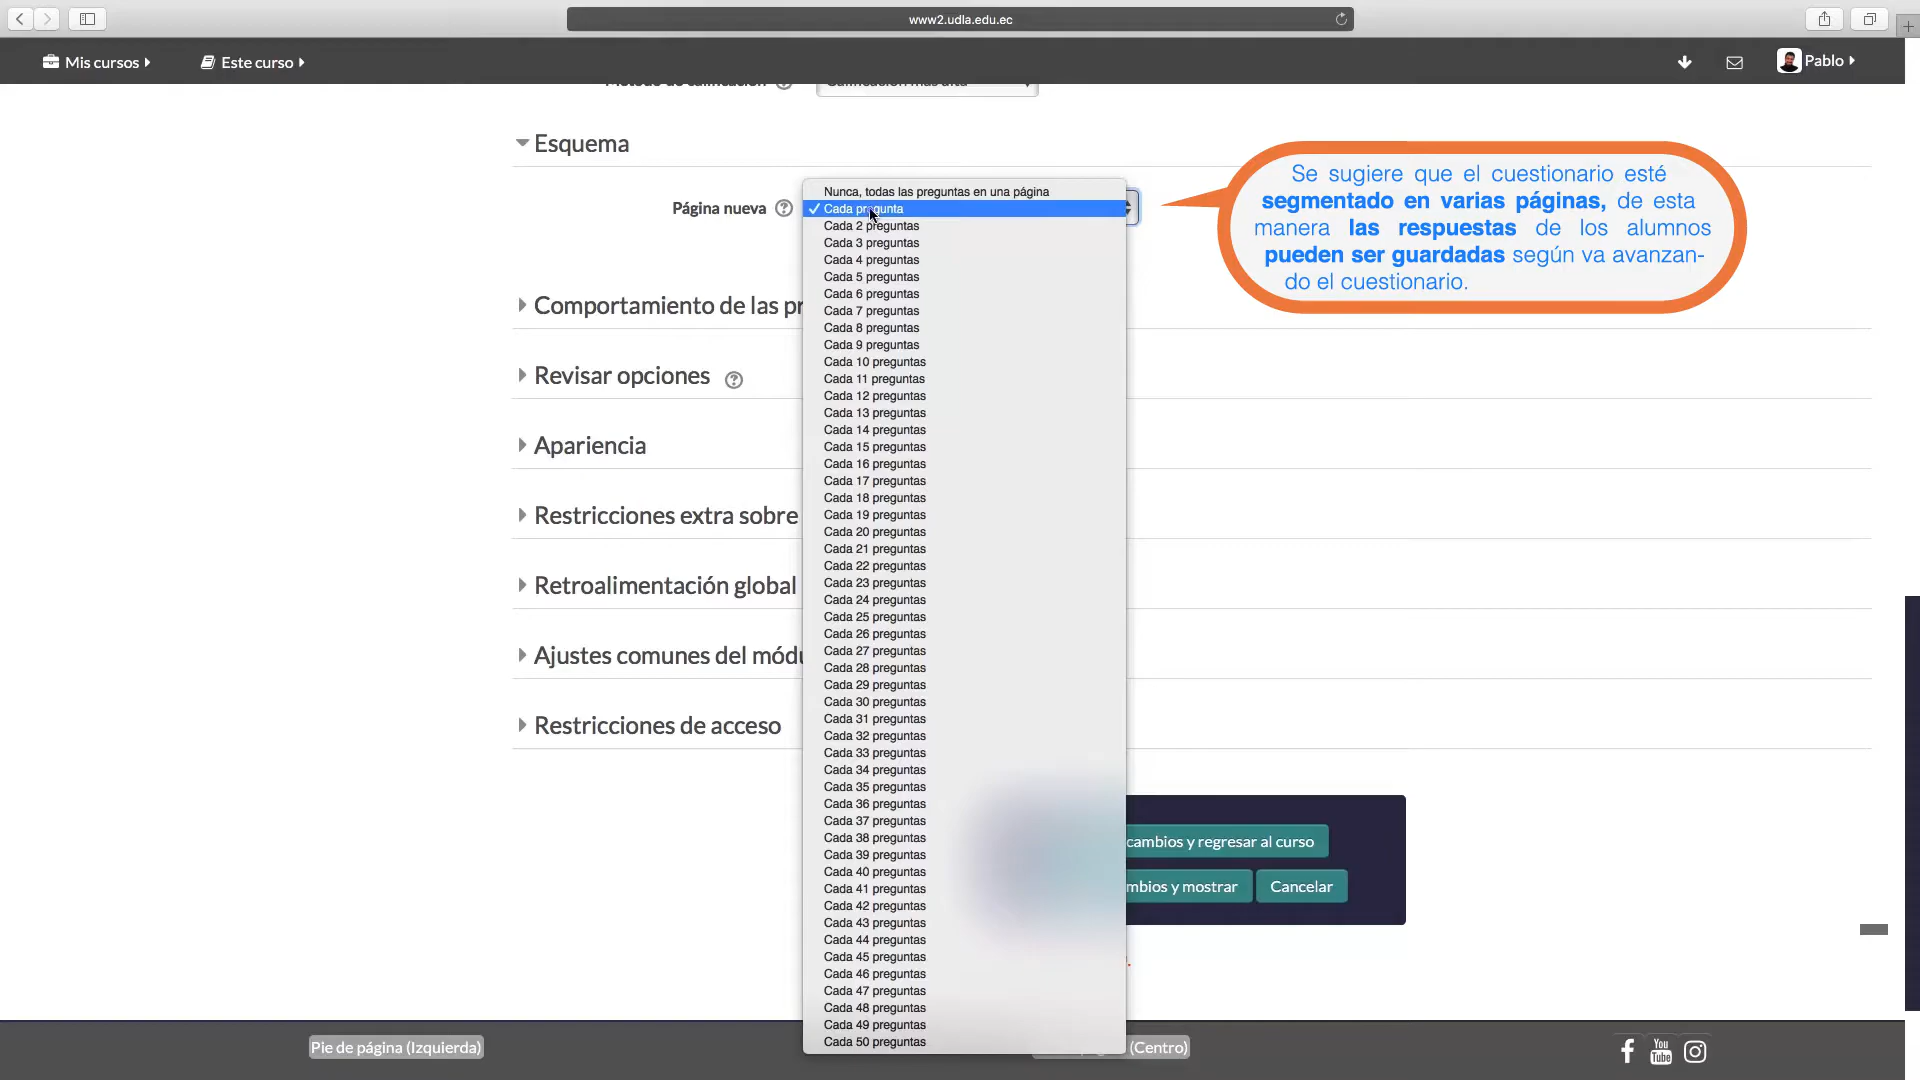 www2.udla.edu.ec
Mis cursos
Este curso
Pablo
Método de calificación
Calificación más alta
Esquema
Página nueva
Nunca, todas las preguntas en una página
Cada pregunta
Cada 2 preguntas
Cada 3 preguntas
Cada 4 preguntas
Cada 5 preguntas
Cada 6 preguntas
Cada 7 preguntas
Cada 8 preguntas
Cada 9 preguntas
Cada 10 preguntas
Cada 11 preguntas
Cada 12 preguntas
Cada 13 preguntas
Cada 14 preguntas
Cada 15 preguntas
Cada 16 preguntas
Cada 17 preguntas
Cada 18 preguntas
Cada 19 preguntas
Cada 20 preguntas
Cada 21 preguntas
Cada 22 preguntas
Cada 23 preguntas
Cada 24 preguntas
Cada 25 preguntas
Cada 26 preguntas
Cada 27 preguntas
Cada 28 preguntas
Cada 29 preguntas
Cada 30 preguntas
Cada 31 preguntas
Cada 32 preguntas
Cada 33 preguntas
Cada 34 preguntas
Cada 35 preguntas
Cada 36 preguntas
Cada 37 preguntas
Cada 38 preguntas
Cada 39 preguntas
Cada 40 preguntas
Cada 41 preguntas
Cada 42 preguntas
Cada 43 preguntas
Cada 44 preguntas
Cada 45 preguntas
Cada 46 preguntas
Cada 47 preguntas
Cada 48 preguntas
Cada 49 preguntas
Cada 50 preguntas
Se sugiere que el cuestionario esté
segmentado en varias páginas, de esta
manera las respuestas de los alumnos
pueden ser guardadas según va avanzan-
do el cuestionario.
Comportamiento de las pr
Revisar opciones
Apariencia
Restricciones extra sobre
Retroalimentación global
Ajustes comunes del módu
Restricciones de acceso
cambios y regresar al curso
mbios y mostrar
Cancelar
Pie de página (Izquierda)
(Centro)
You
Tube